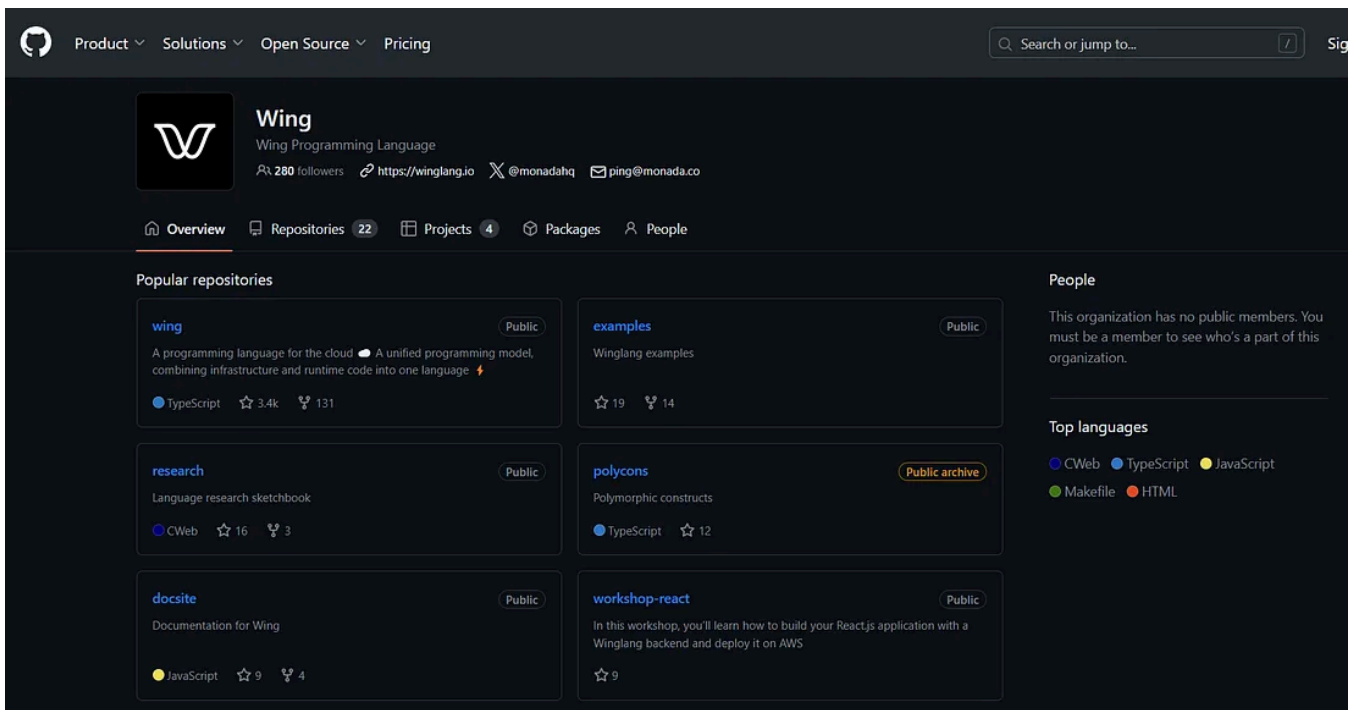 Product Solutions Open Source Pricing Search or jump to... / Sig
Wing
Wing Programming Language
280 followers https://winglang.io @monadahq ping@monada.co
Overview Repositories 22 Projects 4 Packages People
Popular repositories
wing Public
A programming language for the cloud ☁️ A unified programming model,
combining infrastructure and runtime code into one language ⚡
TypeScript 3.4k 131
examples Public
Winglang examples
19 14
research Public
Language research sketchbook
CWeb 16 3
polycons Public archive
Polymorphic constructs
TypeScript 12
docsite Public
Documentation for Wing
JavaScript 9 4
workshop-react Public
In this workshop, you'll learn how to build your React.js application with a
Winglang backend and deploy it on AWS
9
People
This organization has no public members. You
must be a member to see who's a part of this
organization.
Top languages
CWeb TypeScript JavaScript
Makefile HTML